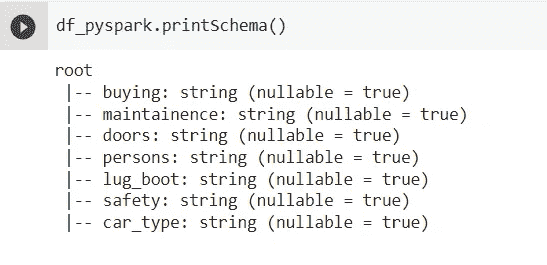 df_pyspark.printSchema()
root
|-- buying: string (nullable = true)
|-- maintainence: string (nullable = true)
|-- doors: string (nullable = true)
|-- persons: string (nullable = true)
|-- lug_boot: string (nullable = true)
|-- safety: string (nullable = true)
|-- car_type: string (nullable = true)